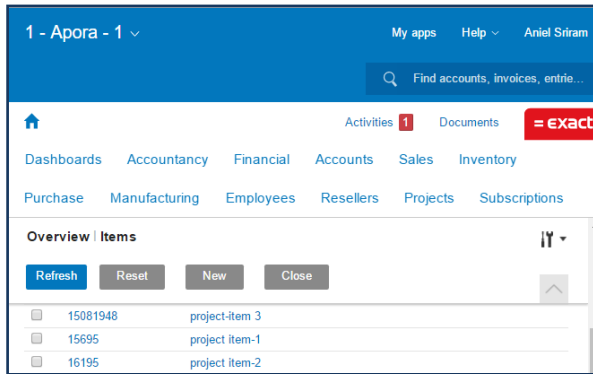 1 - Apora - 1
My apps Help Aniel Sriram
Find accounts, invoices, entrie...
Activities 1 Documents = exact
Dashboards Accountancy Financial Accounts Sales Inventory
Purchase Manufacturing Employees Resellers Projects Subscriptions
Overview | Items
Refresh Reset New Close
15081948 project-item 3
15695 project item-1
16195 project item-2